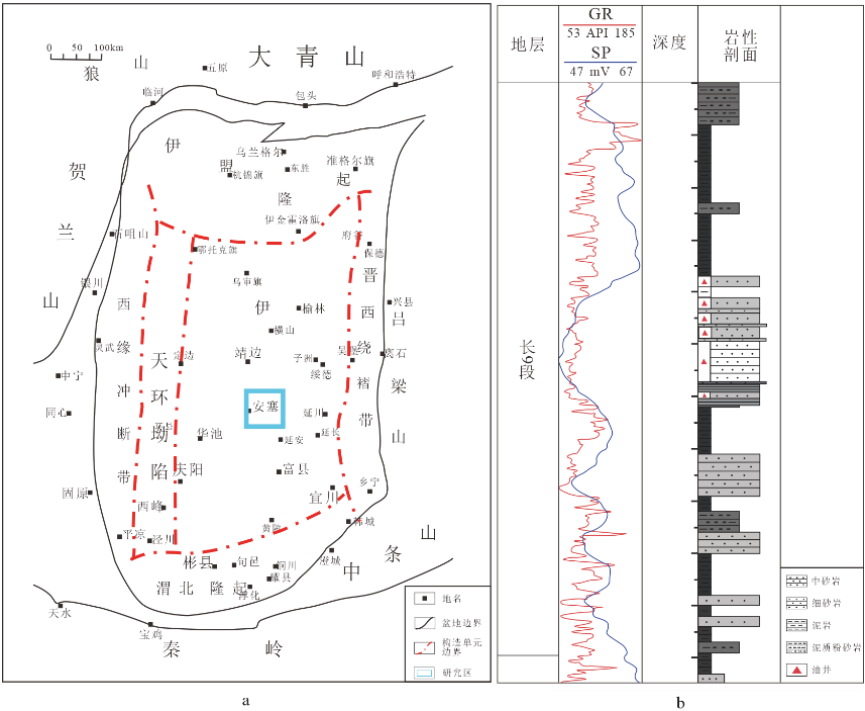 0 50 100km
狼 山
大 青 山
五原
呼和浩特
临河
包头
伊 盟 隆 起
乌兰格尔
杭锦旗
东胜
准格尔旗
贺 兰 山
伊金霍洛旗
石咀山
鄂托克旗
府谷
保德
银川
乌审旗
伊
榆林
晋 西 挠 褶 带
兴县
吕 梁 山
西 缘 冲 断 带
横山
灵武
天 环 坳 陷
定边
靖边
子洲
绥德
吴堡
离石
中宁
同心
安塞
延川
华池
延安
延长
庆阳
富县
固原
西峰
宜川
乡宁
黄陵
韩城
平凉
泾川
彬县
旬邑
铜川
耀县
淳化
澄城
中 条 山
渭 北 隆 起
天水
宝鸡
秦 岭
地名
盆地边界
构造单元
边界
研究区
a
地层
GR
53 API 185
SP
47 mV 67
深度
岩性
剖面
长9段
中砂岩
细砂岩
泥岩
泥质粉砂岩
油井
b